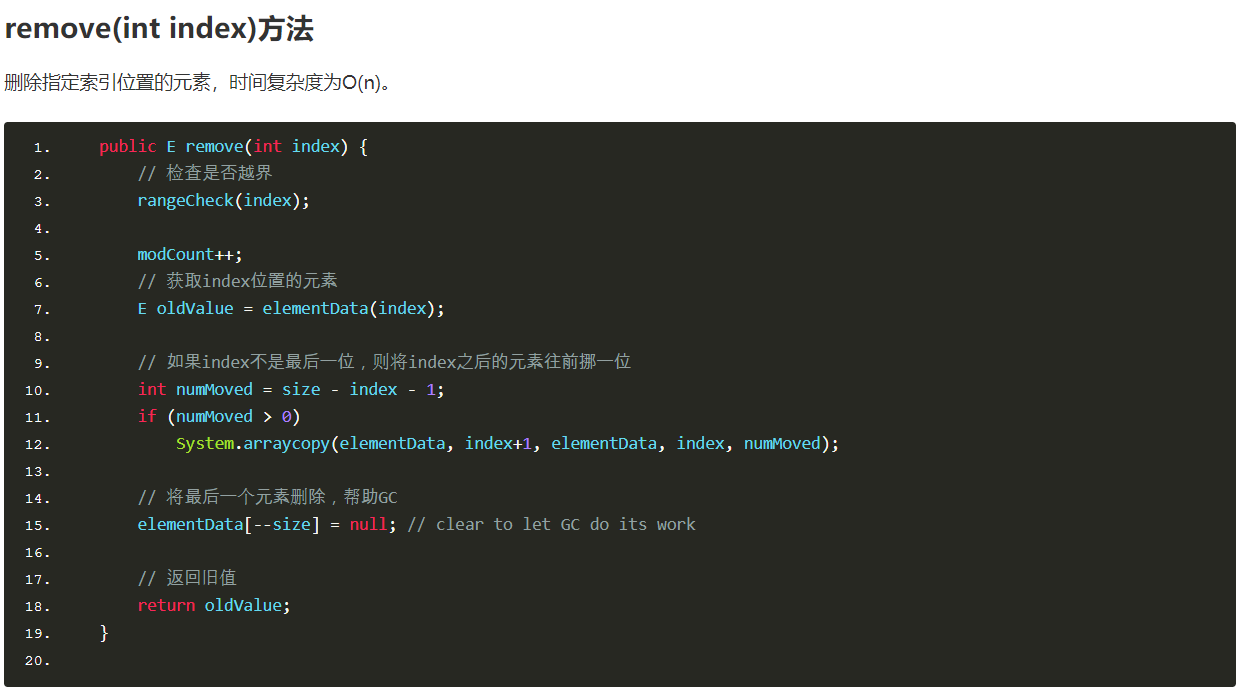 remove(int index)方法
删除指定索引位置的元素，时间复杂度为O(n)。
1. public E remove(int index) {
2. // 检查是否越界
3. rangeCheck(index);
4.
5. modCount++;
6. // 获取index位置的元素
7. E oldValue = elementData(index);
8.
9. // 如果index不是最后一位，则将index之后的元素往前挪一位
10. int numMoved = size - index - 1;
11. if (numMoved > 0)
12. System.arraycopy(elementData, index+1, elementData, index, numMoved);
13.
14. // 将最后一个元素删除，帮助GC
15. elementData[--size] = null; // clear to let GC do its work
16.
17. // 返回旧值
18. return oldValue;
19. }
20.